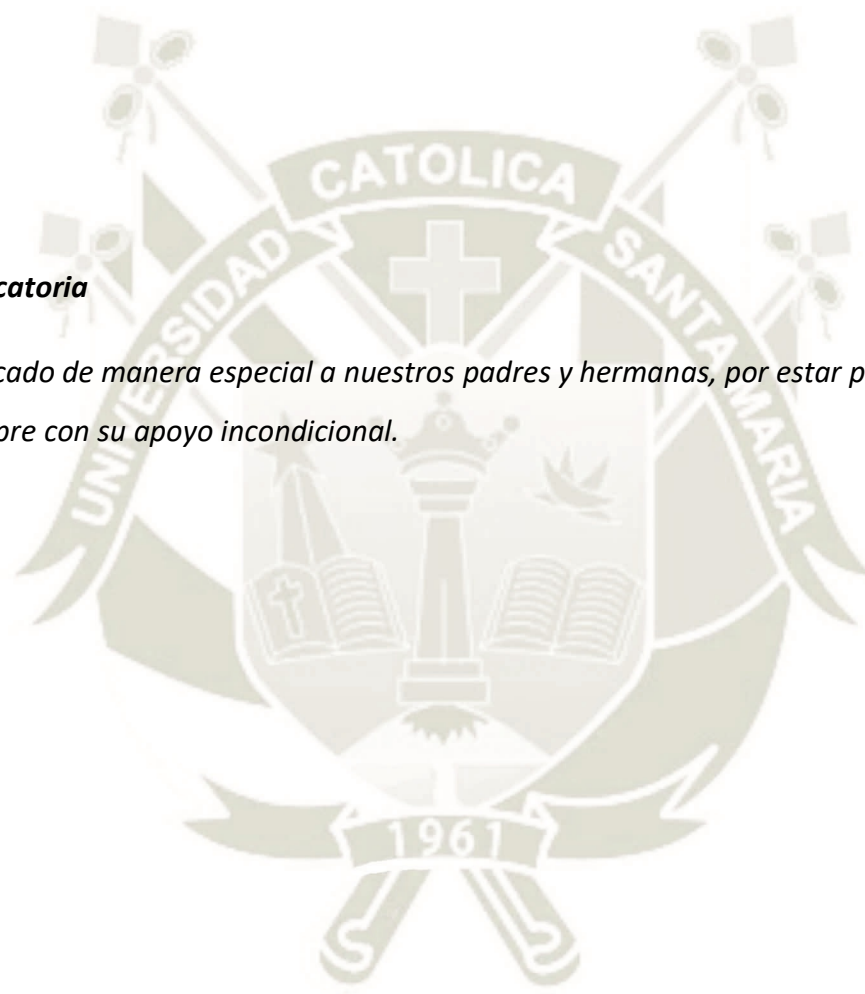 CATOLICA
UNIVERSIDAD
SANTA MARIA
catoria
cado de manera especial a nuestros padres y hermanas, por estar p
pre con su apoyo incondicional.
1961
S S